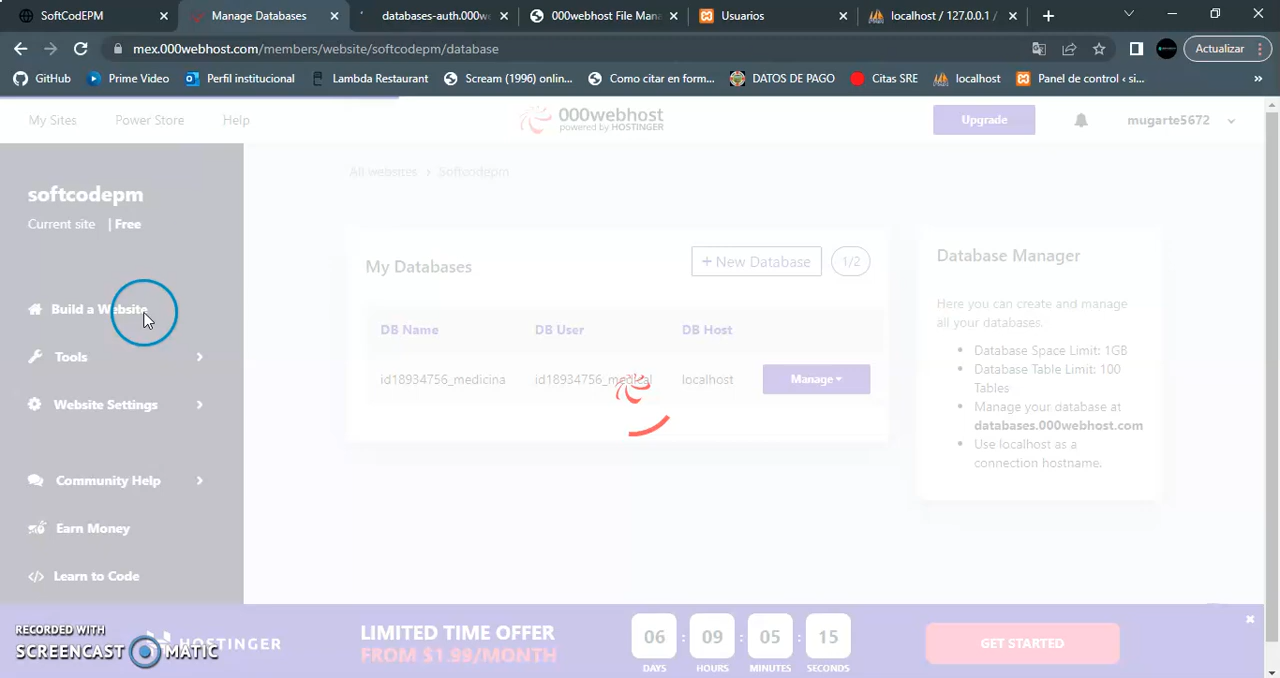 SoftCodEPM
Manage Databases
databases-auth.000w
000webhost File Mana
Usuarios
localhost / 127.0.0.1 /
mex.000webhost.com/members/website/softcodepm/database
Actualizar
GitHub
Prime Video
Perfil institucional
Lambda Restaurant
Scream (1996) onlin...
Como citar en form...
DATOS DE PAGO
Citas SRE
localhost
Panel de control ‹ si...
»
My Sites
Power Store
Help
000webhost
powered by HOSTINGER
Upgrade
mugarte5672
softcodepm
Current site | Free
Build a Website
Tools
Website Settings
Community Help
Earn Money
Learn to Code
All websites › Softcodepm
My Databases
+ New Database
1/2
DB Name DB User DB Host
id18934756_medicina id18934756_medical localhost Manage
Database Manager
Here you can create and manage
all your databases.
• Database Space Limit: 1GB
• Database Table Limit: 100
Tables
• Manage your database at
databases.000webhost.com
• Use localhost as a
connection hostname.
RECORDED WITH
SCREENCAST MATIC
HOSTINGER
LIMITED TIME OFFER
FROM $1.99/MONTH
06 : 09 : 05 : 15
DAYS HOURS MINUTES SECONDS
GET STARTED